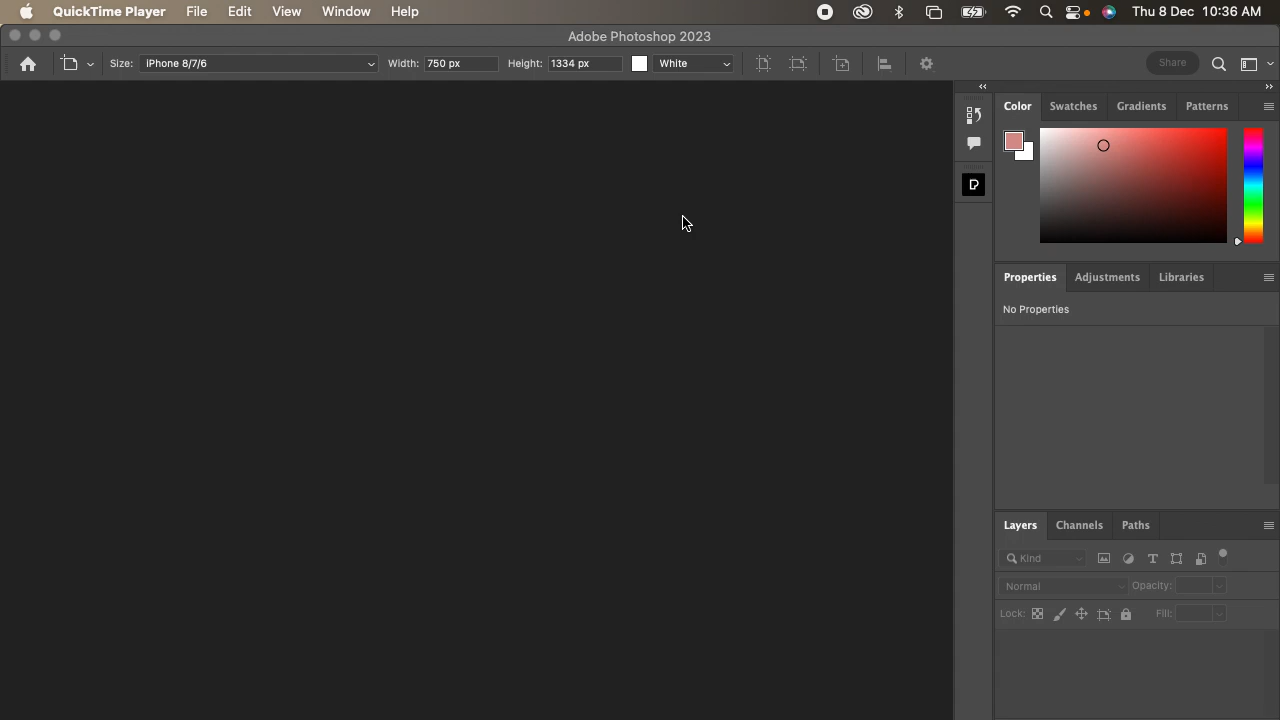 QuickTime Player File Edit View Window Help Thu 8 Dec 10:36 AM
Adobe Photoshop 2023
Size: iPhone 8/7/6 Width: 750 px Height: 1334 px White Share
Color Swatches Gradients Patterns
Properties Adjustments Libraries
No Properties
Layers Channels Paths
Kind
Normal Opacity:
Lock: Fill: